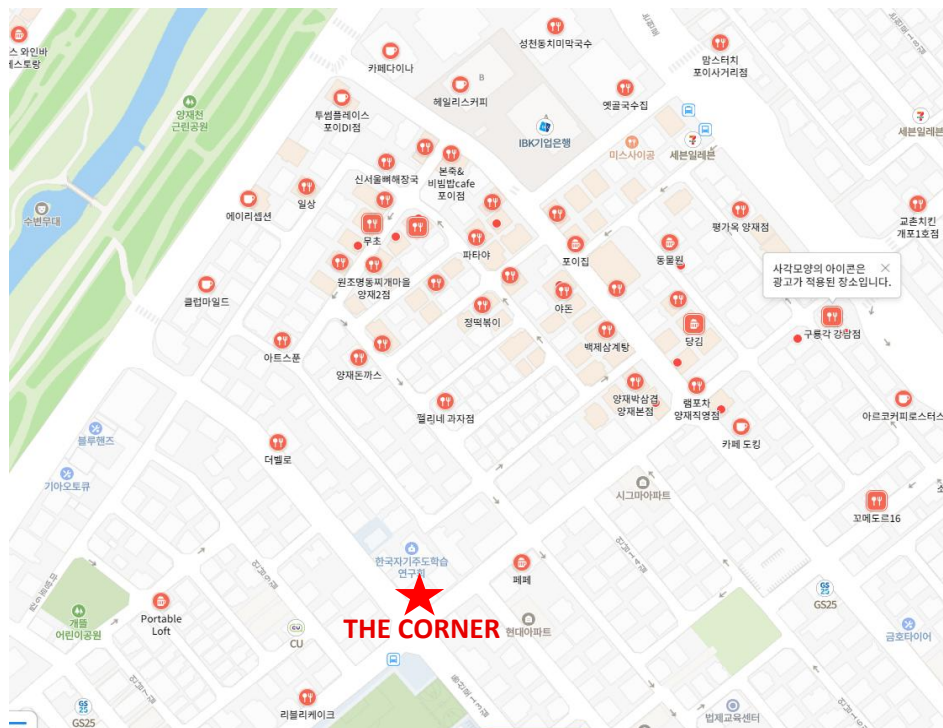 스 와인바
레스토랑
카페다이나
성천동치미막국수
맘스터치
포이사거리점
헤일리스커피
B
양재천
근린공원
투썸플레이스
포이DI점
옛골국수집
IBK기업은행
미스사이공
세븐일레븐
세븐일레븐
신서울뼈해장국
본죽&
비빔밥cafe
포이점
일상
에이리셉션
수변무대
무초
파타야
포이집
동물원
평가옥 양재점
교촌치킨
개포1호점
사각모양의 아이콘은
광고가 적용된 장소입니다.
원조명동찌개마을
양재2점
클럽마일드
정떡볶이
야돈
당김
구룡각 강남점
아트스푼
양재돈까스
백제삼계탕
펠리네 과자점
양재박삼겹
양재본점
램포차
양재직영점
카페 도킹
아르코커피로스터스
블루핸즈
더벨로
기아오토큐
시그마아파트
꼬메도르16
한국자기주도학습
연구회
페페
THE CORNER
현대아파트
개뜰
어린이공원
Portable
Loft
CU
CU
GS25
GS25
금호타이어
리블리케이크
GS25
GS25
법제교육센터